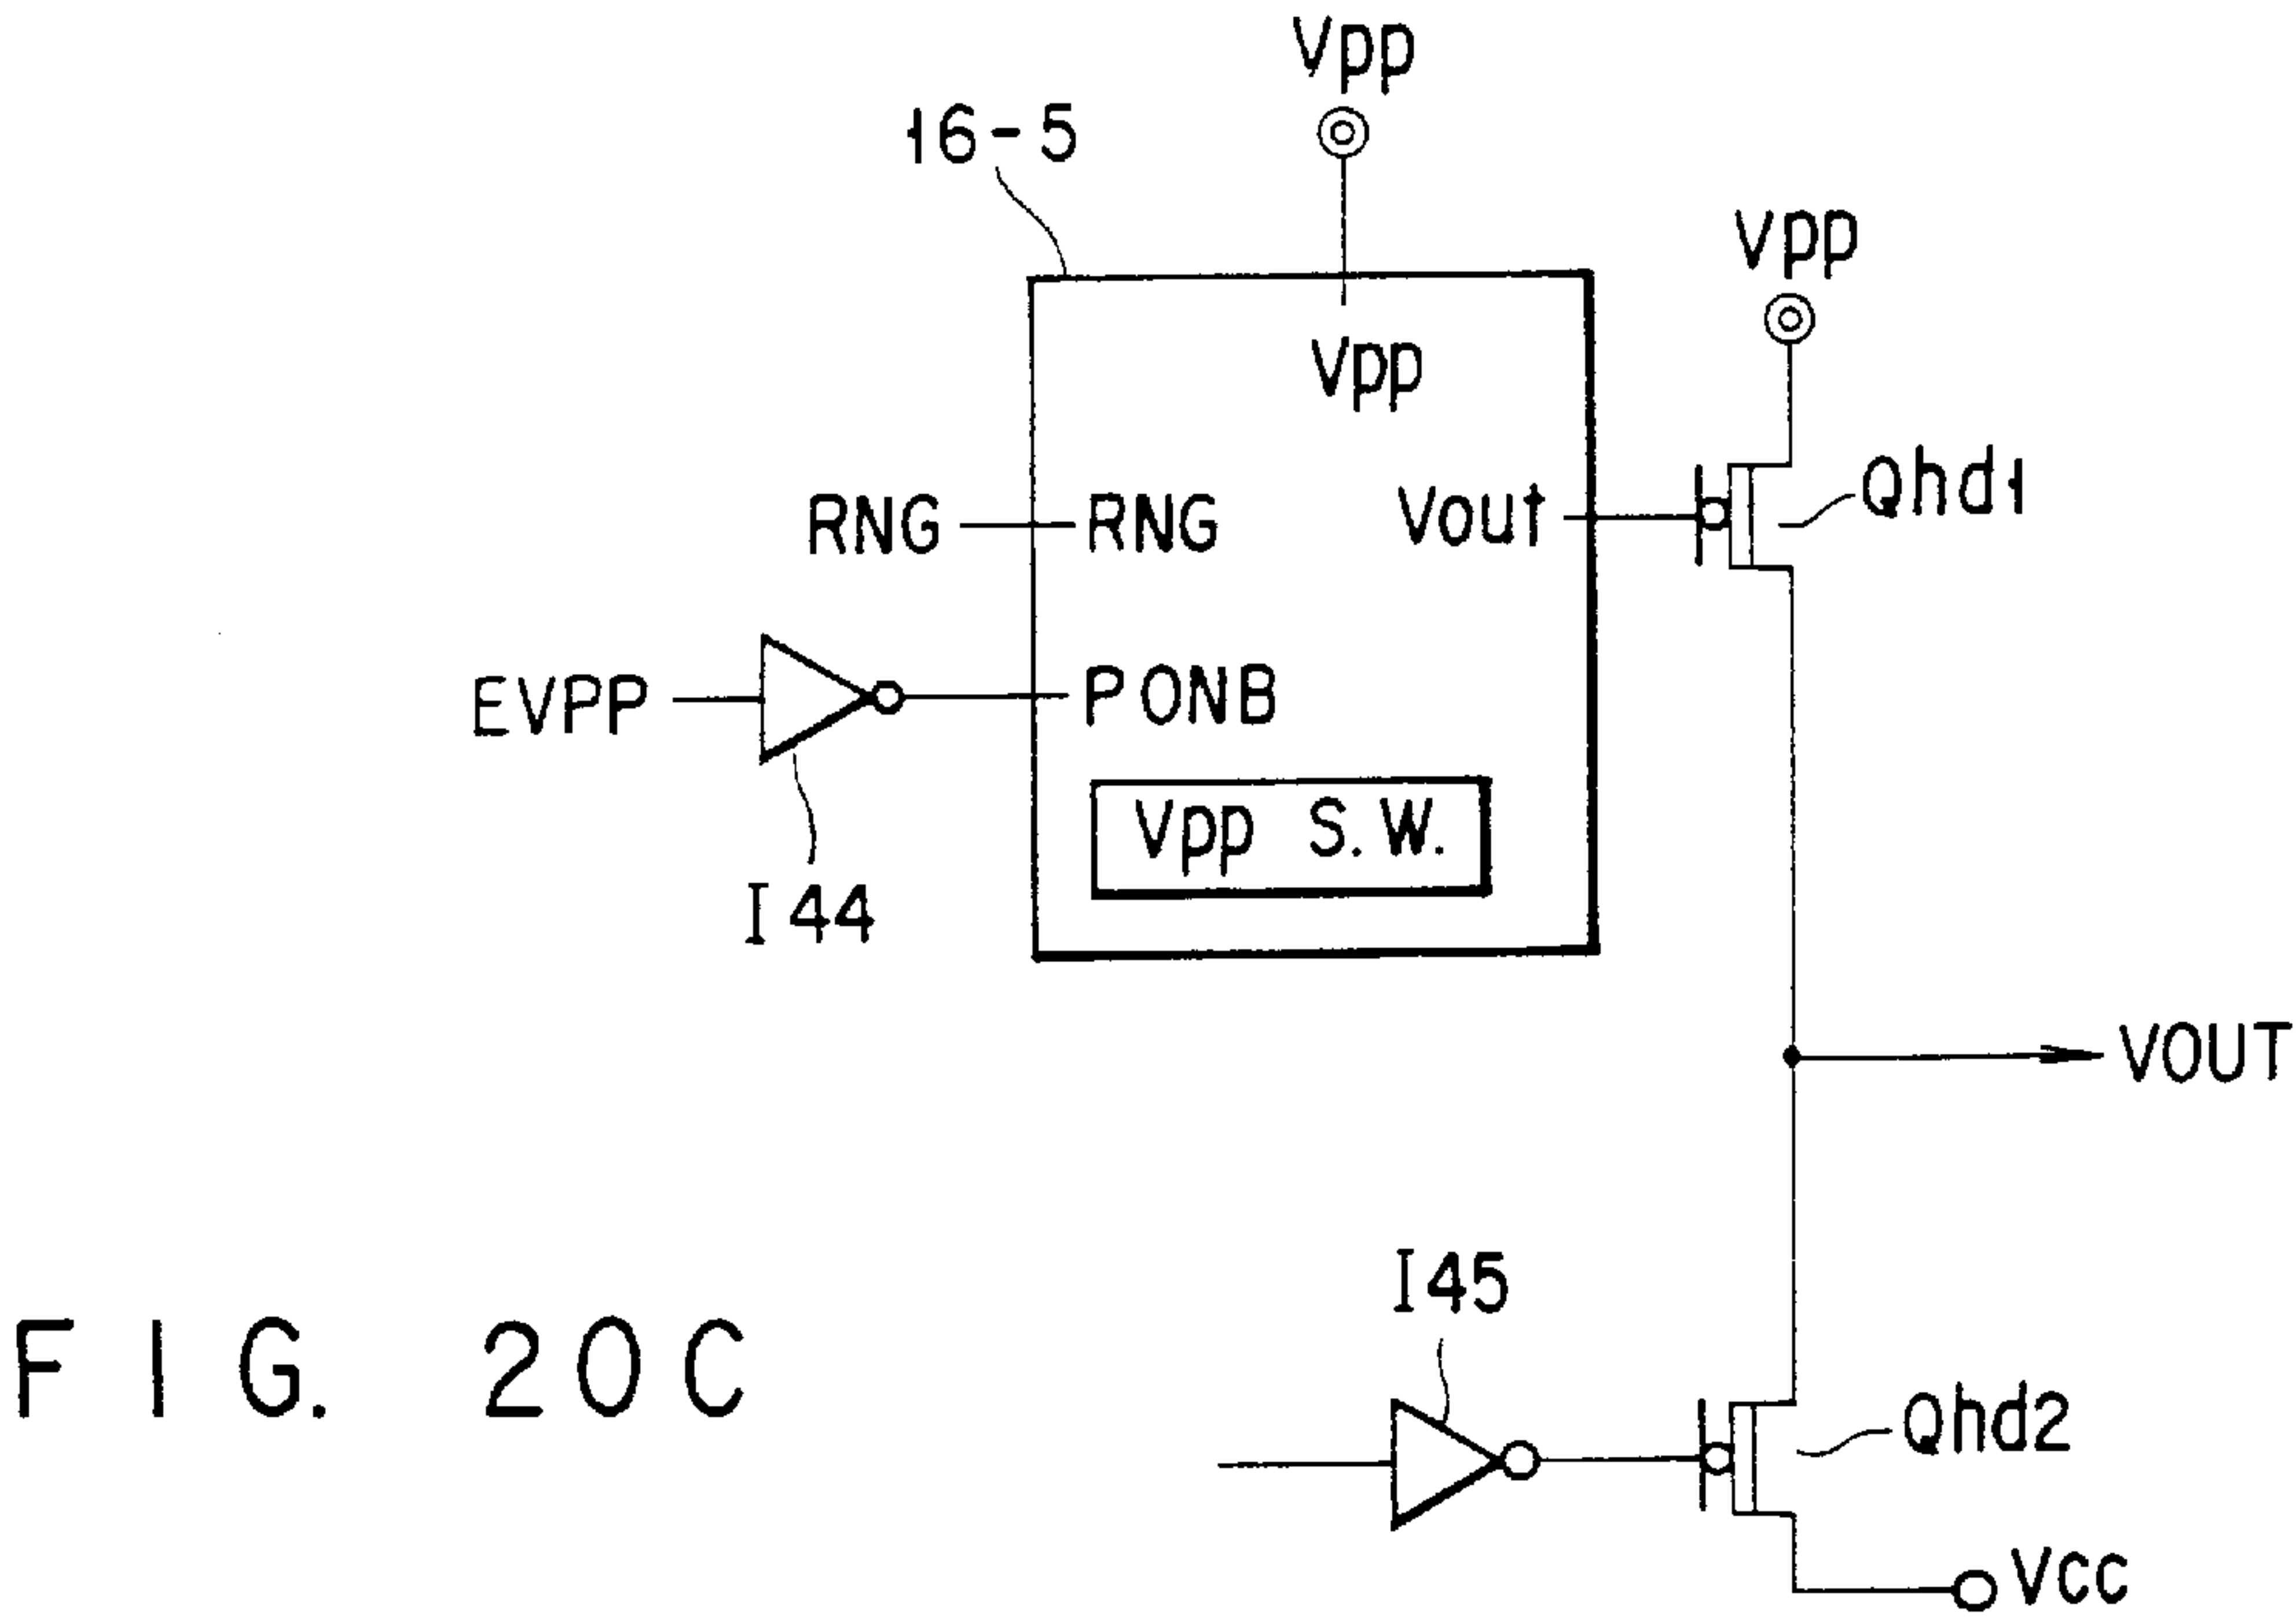 Vpp
16-5
Vpp
Vpp
RNG RNG Vout Qhd1
EVPP PONB
Vpp S.W.
I44
VOUT
I45
FIG. 20C
Qhd2
Vcc